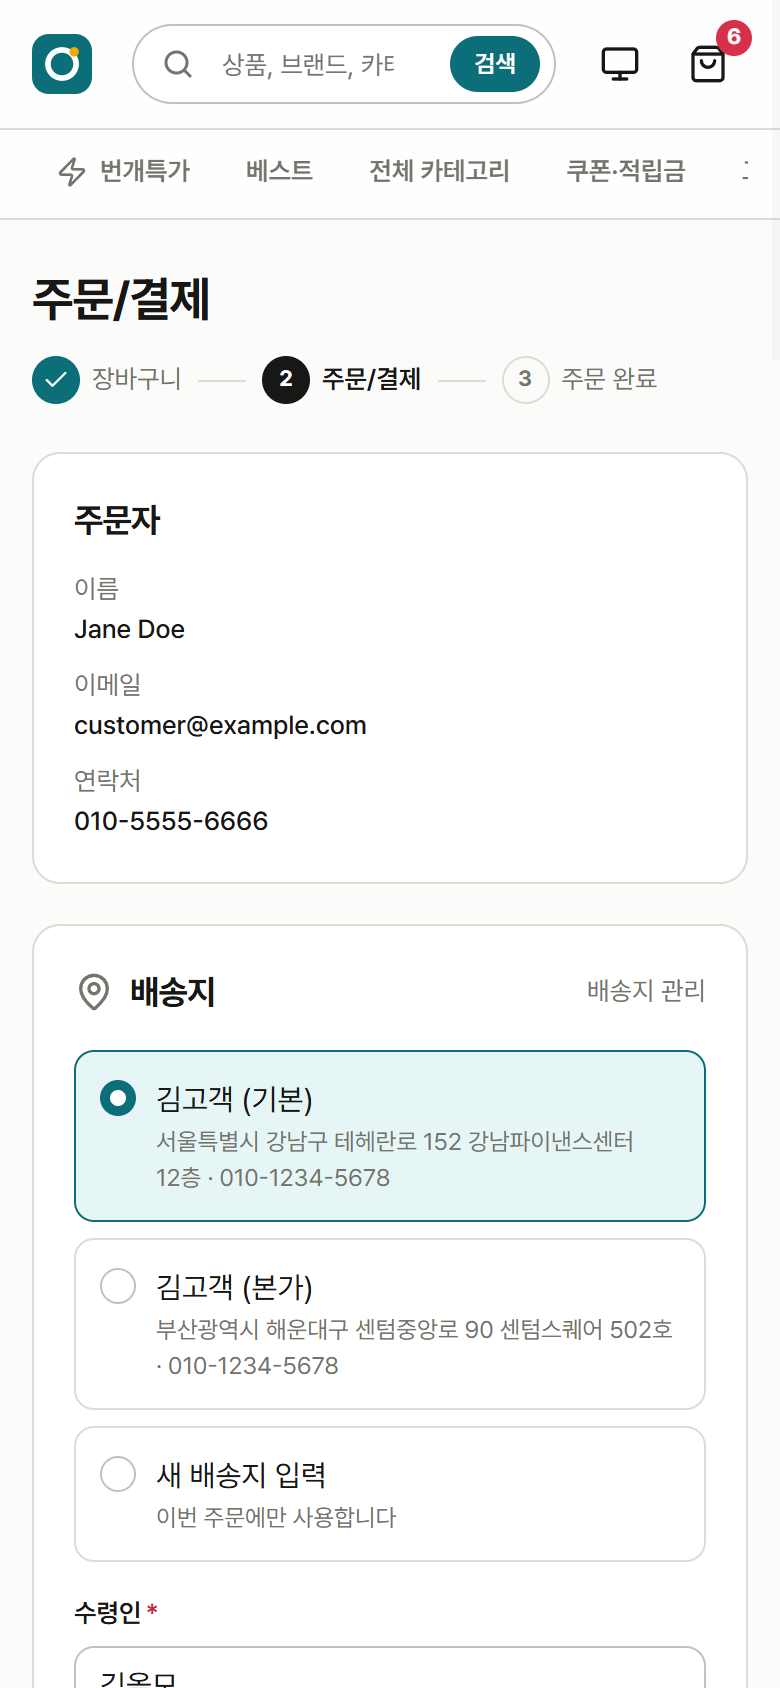 상품, 브랜드, 카
검색
6
번개특가
베스트
전체 카테고리
쿠폰·적립금
주문/결제
장바구니
2
주문/결제
3
주문 완료
주문자
이름
Jane Doe
이메일
customer@example.com
연락처
010-5555-6666
배송지
배송지 관리
김고객 (기본)
서울특별시 강남구 테헤란로 152 강남파이낸스센터
12층 · 010-1234-5678
김고객 (본가)
부산광역시 해운대구 센텀중앙로 90 센텀스퀘어 502호
· 010-1234-5678
새 배송지 입력
이번 주문에만 사용합니다
수령인 *